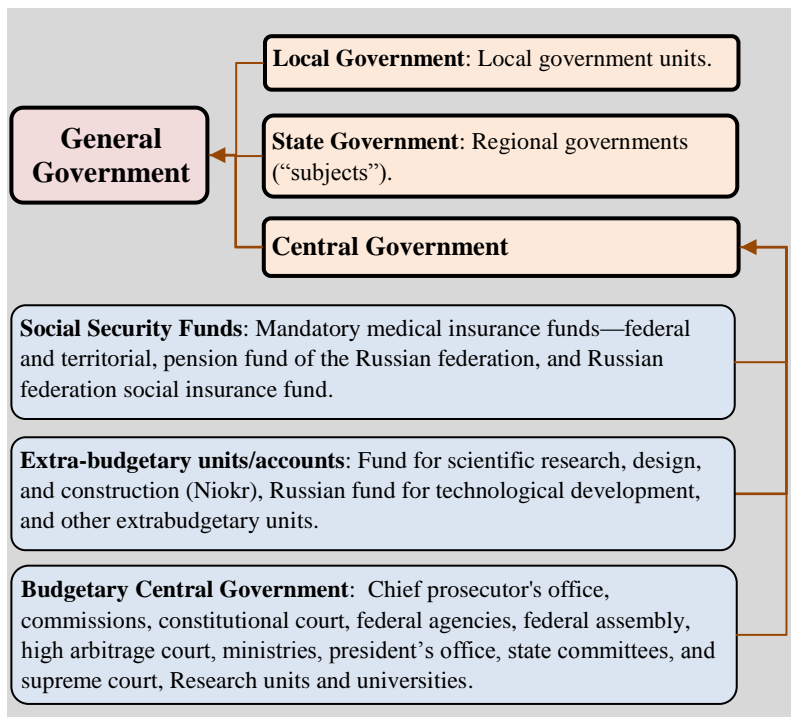 Local Government: Local government units.
General
Government
State Government: Regional governments
(“subjects”).
Central Government
Social Security Funds: Mandatory medical insurance funds—federal
and territorial, pension fund of the Russian federation, and Russian
federation social insurance fund.
Extra-budgetary units/accounts: Fund for scientific research, design,
and construction (Niokr), Russian fund for technological development,
and other extrabudgetary units.
Budgetary Central Government:  Chief prosecutor's office,
commissions, constitutional court, federal agencies, federal assembly,
high arbitrage court, ministries, president’s office, state committees, and
supreme court, Research units and universities.